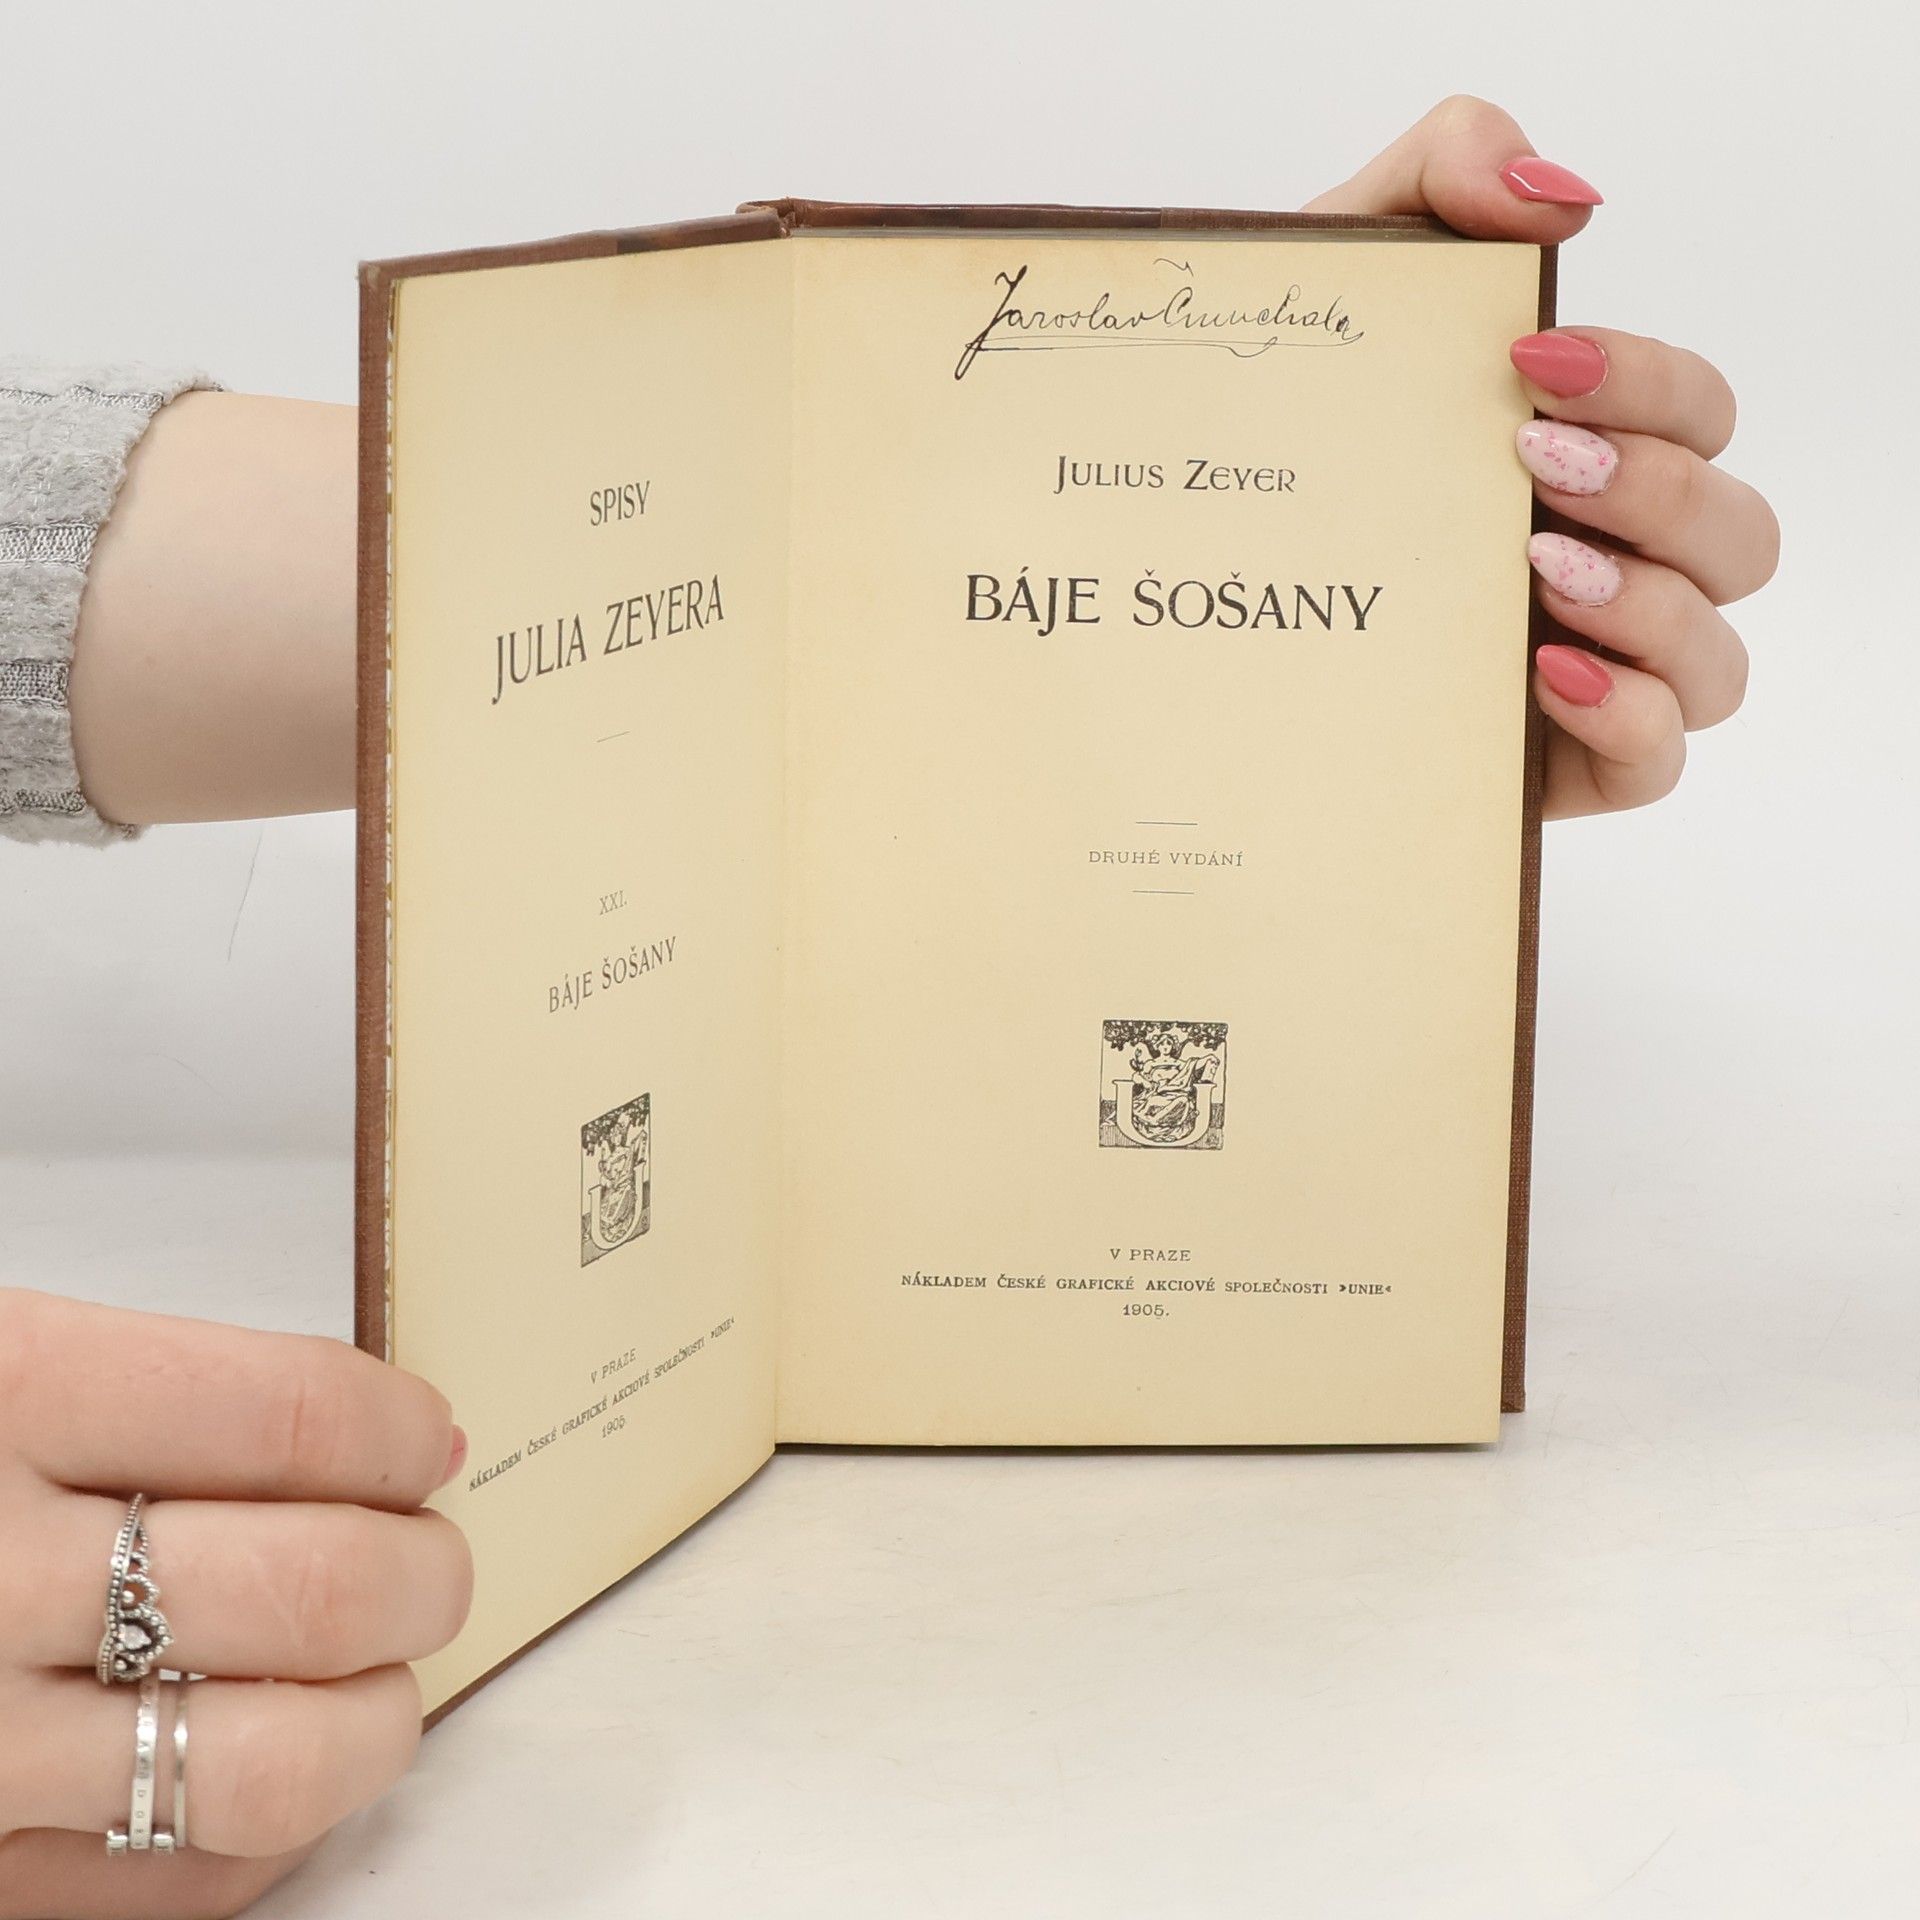 SPISY
JULIA ZEYERA
XXI.
BÁJE ŠOŠANY
V PRAZE
NÁKLADEM ČESKÉ GRAFICKÉ AKCIOVÉ SPOLEČNOSTI »UNIE«
1905
Jaroslav
JULIUS ZEYER
BÁJE ŠOŠANY
DRUHÉ VYDÁNÍ
U
V PRAZE
NÁKLADEM ČESKÉ GRAFICKÉ AKCIOVÉ SPOLEČNOSTI »UNIE«
1905.